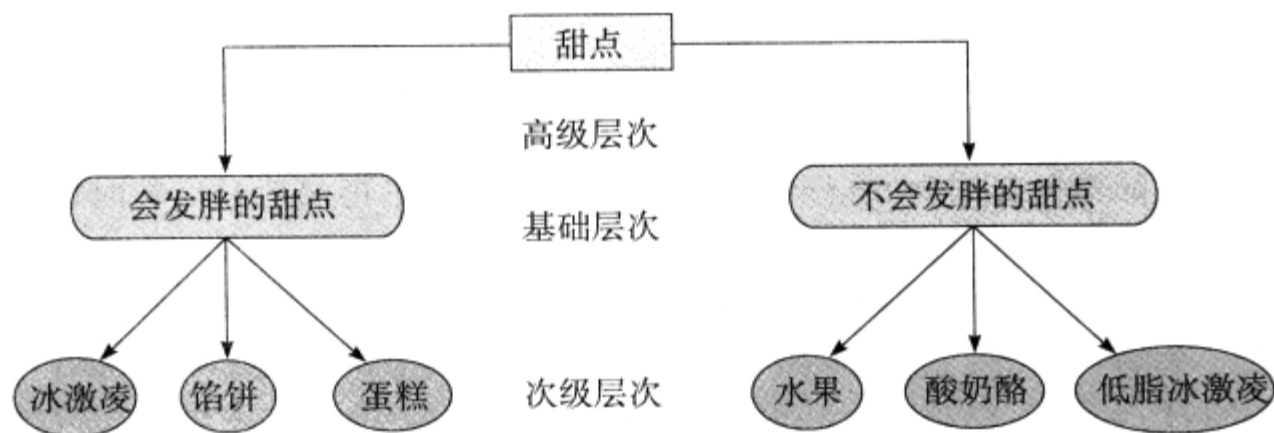 甜点
高级层次
会发胖的甜点
不会发胖的甜点
基础层次
冰激凌
馅饼
蛋糕
次级层次
水果
酸奶酪
低脂冰激凌